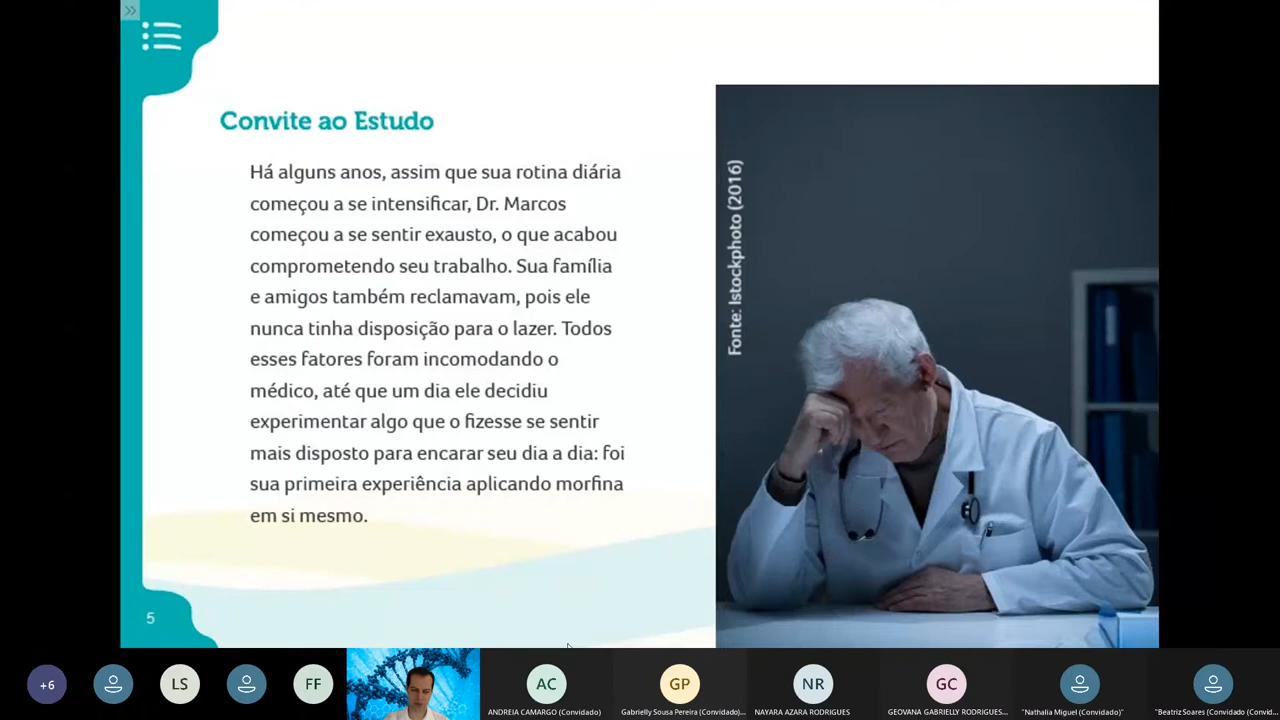 Convite ao Estudo
Há alguns anos, assim que sua rotina diária
começou a se intensificar, Dr. Marcos
começou a se sentir exausto, o que acabou
comprometendo seu trabalho. Sua família
e amigos também reclamavam, pois ele
nunca tinha disposição para o lazer. Todos
esses fatores foram incomodando o
médico, até que um dia ele decidiu
experimentar algo que o fizesse se sentir
mais disposto para encarar seu dia a dia: foi
sua primeira experiência aplicando morfina
em si mesmo.
Fonte: Istockphoto (2016)
5
+6
LS
FF
AC
GP
NR
GC
ANDREIA CAMARGO (Convidado)
Gabrielly Sousa Pereira (Convidado)...
NAYARA AZARA RODRIGUES
GEOVANA GABRIELLY RODRIGUES...
"Nathalia Miguel (Convidado)"
"Beatriz Soares (Convidado (Convid...